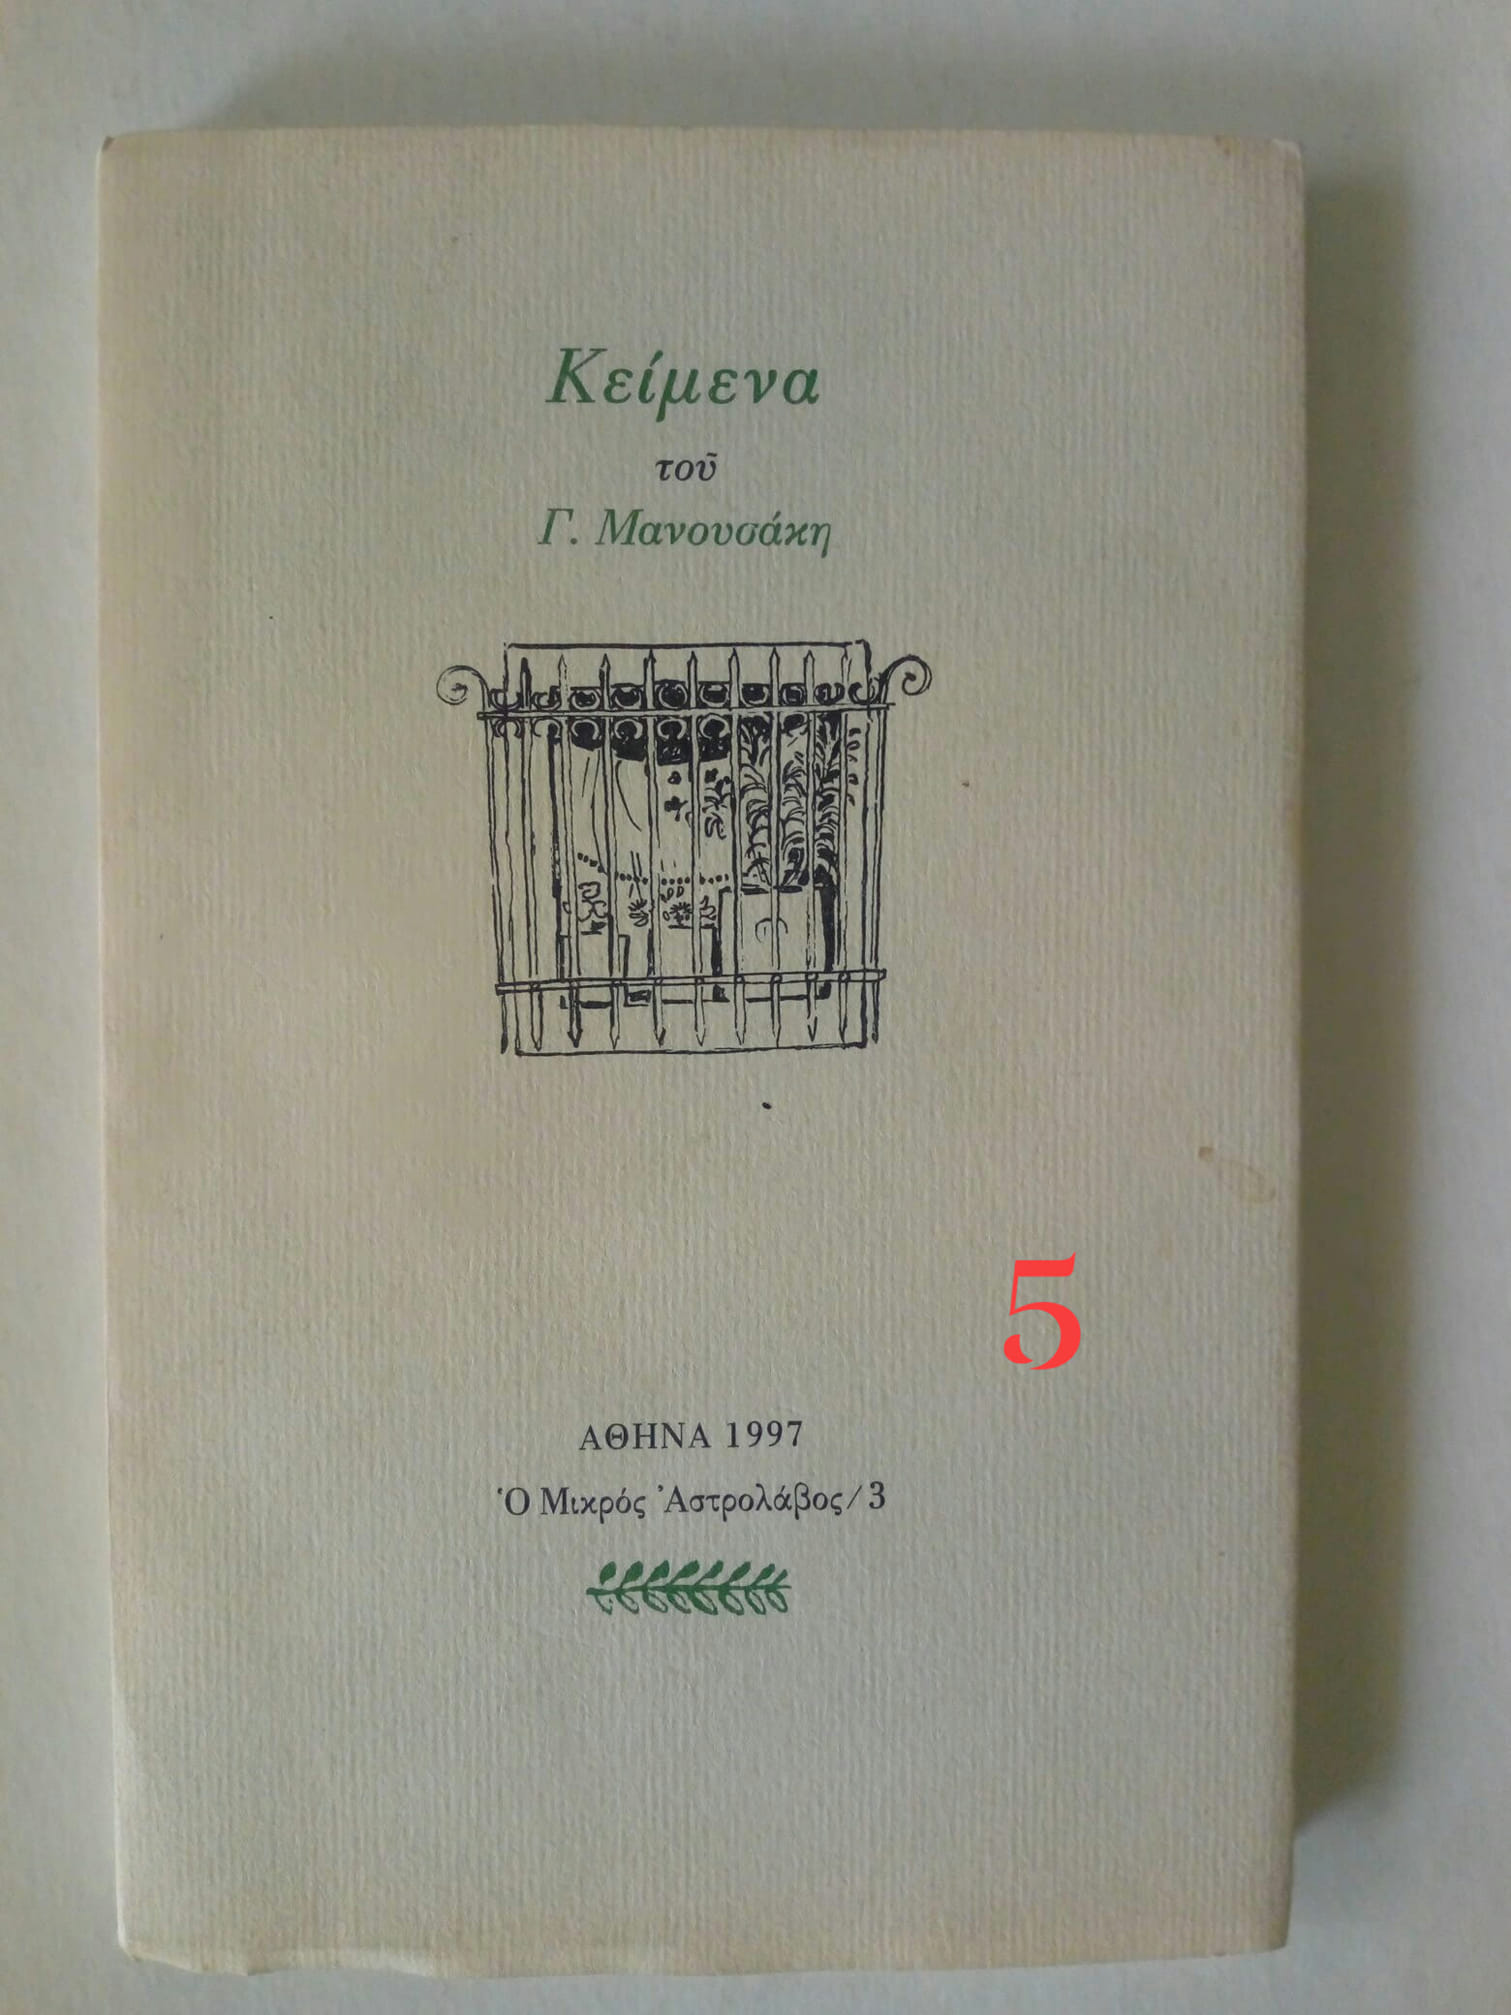 Κείμενα
τοῦ
Γ. Μανουσάκη
5
ΑΘΗΝΑ 1997
Ὁ Μικρός Ἀστρολάβος/3